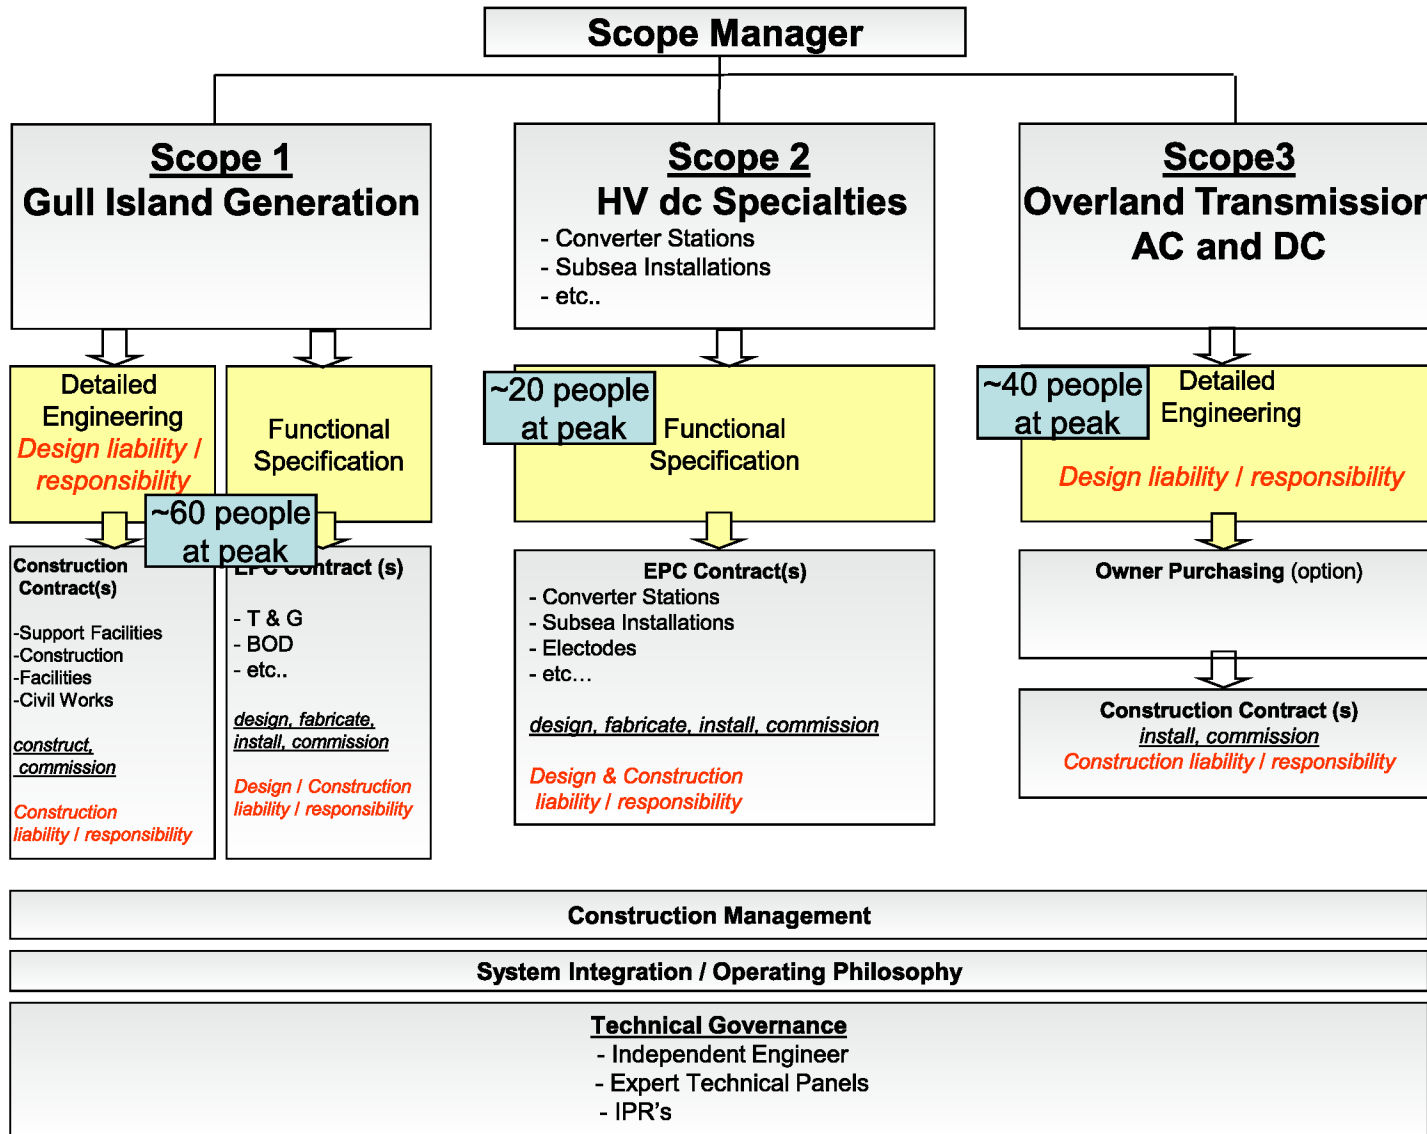 Scope Manager
Scope 1
Gull Island Generation
Scope 2
HV dc Specialties
- Converter Stations
- Subsea Installations
- etc..
Scope3
Overland Transmission
AC and DC
Detailed
Engineering
Design liability /
responsibility
Functional
Specification
~60 people
at peak
~20 people
at peak
Functional
Specification
~40 people
at peak
Detailed
Engineering
Design liability / responsibility
Construction
Contract(s)
-Support Facilities
-Construction
-Facilities
-Civil Works
construct,
commission
Construction
liability / responsibility
EPC Contract (s)
- T & G
- BOD
- etc..
design, fabricate,
install, commission
Design / Construction
liability / responsibility
EPC Contract(s)
- Converter Stations
- Subsea Installations
- Electodes
- etc...
design, fabricate, install, commission
Design & Construction
liability / responsibility
Owner Purchasing (option)
Construction Contract (s)
install, commission
Construction liability / responsibility
Construction Management
System Integration / Operating Philosophy
Technical Governance
- Independent Engineer
- Expert Technical Panels
- IPR's